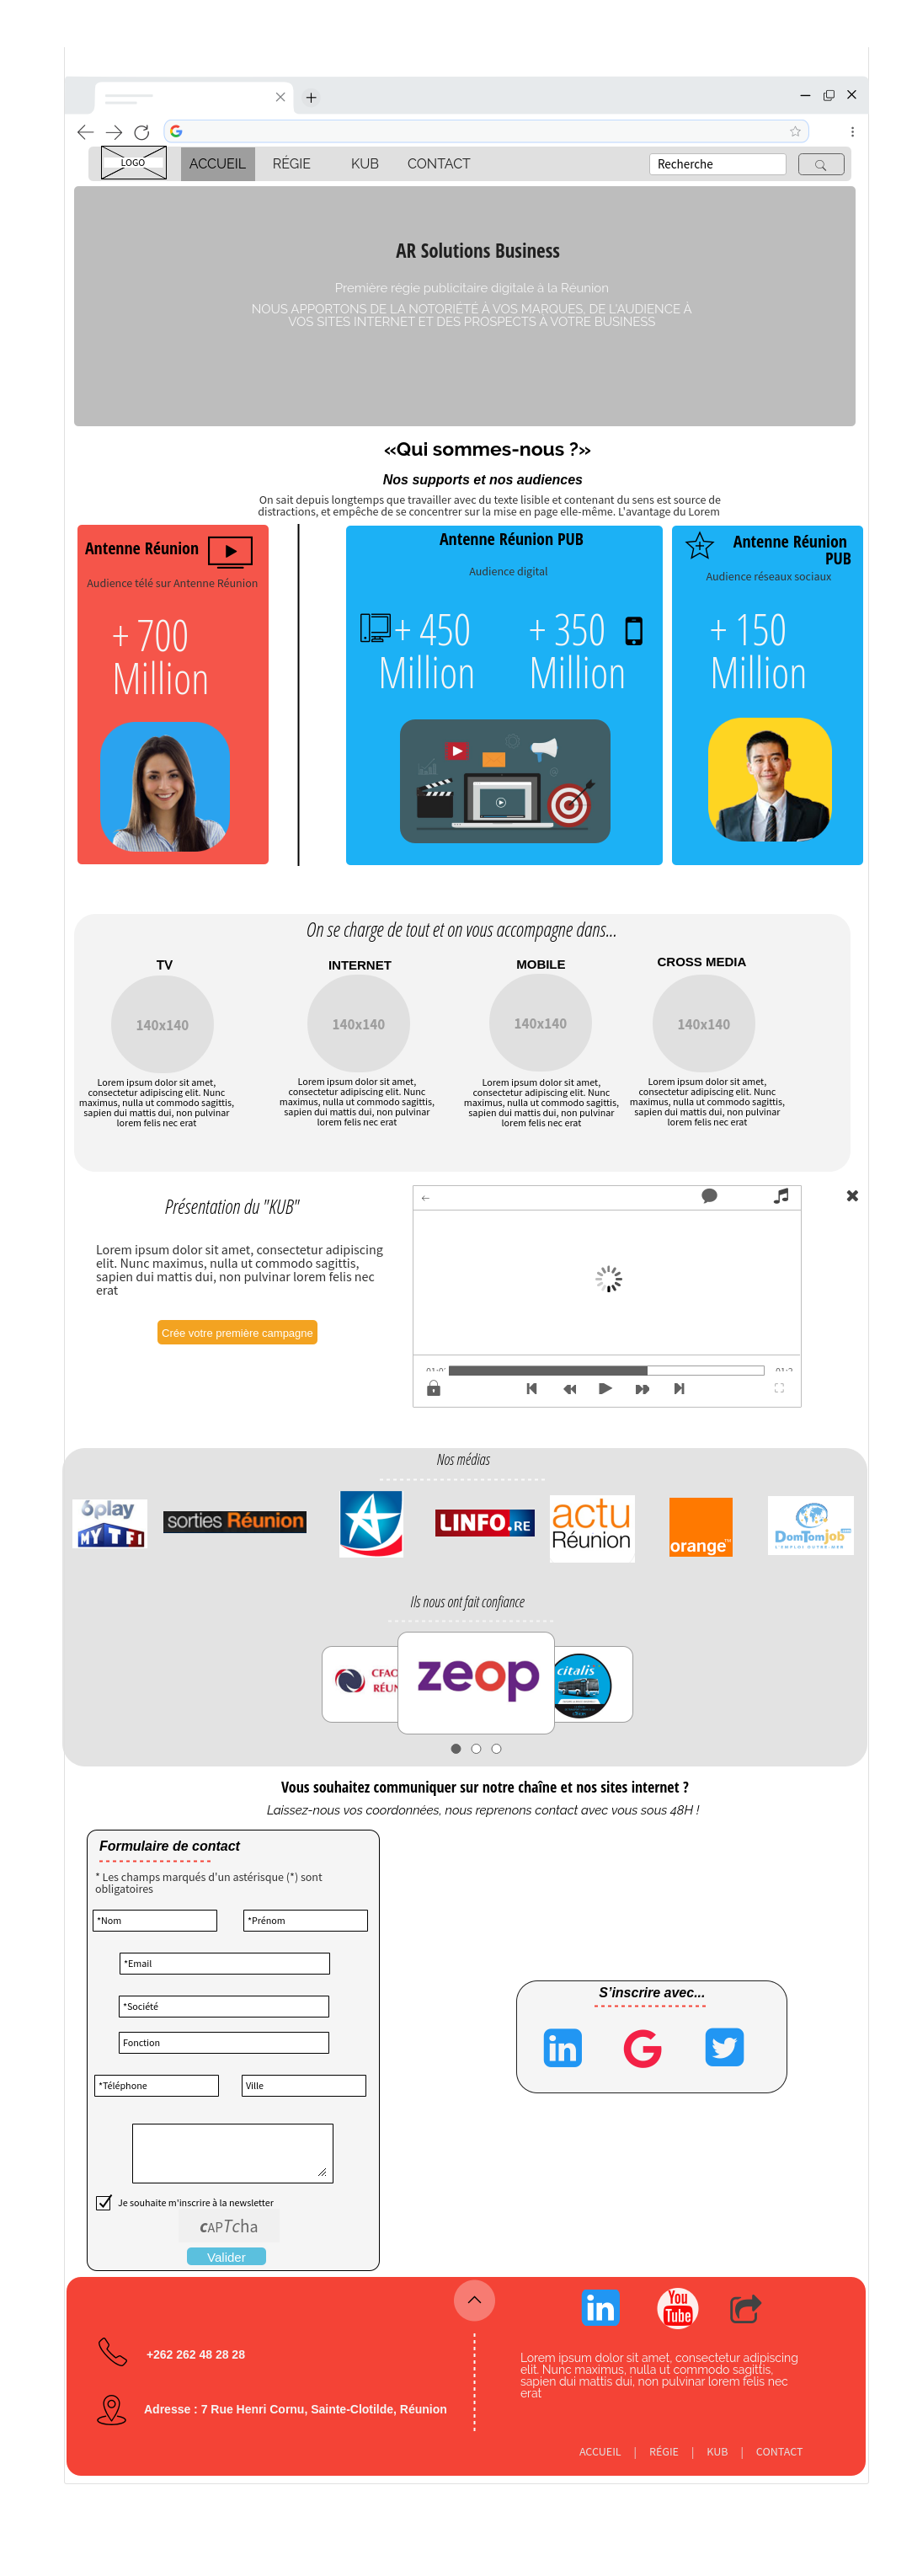 LOGO
ACCUEIL RÉGIE KUB CONTACT
Recherche
AR Solutions Business
Première régie publicitaire digitale à la Réunion
NOUS APPORTONS DE LA NOTORIÉTÉ À VOS MARQUES, DE L'AUDIENCE À
VOS SITES INTERNET ET DES PROSPECTS À VOTRE BUSINESS
«Qui sommes-nous ?»
Nos supports et nos audiences
On sait depuis longtemps que travailler avec du texte lisible et contenant du sens est source de
distractions, et empêche de se concentrer sur la mise en page elle-même. L'avantage du Lorem
Antenne Réunion
Audience télé sur Antenne Réunion
+ 700
Million
Antenne Réunion PUB
Audience digital
+ 450
Million
+ 350
Million
Antenne Réunion
PUB
Audience réseaux sociaux
+ 150
Million
On se charge de tout et on vous accompagne dans...
TV
140x140
Lorem ipsum dolor sit amet,
consectetur adipiscing elit. Nunc
maximus, nulla ut commodo sagittis,
sapien dui mattis dui, non pulvinar
lorem felis nec erat
INTERNET
140x140
Lorem ipsum dolor sit amet,
consectetur adipiscing elit. Nunc
maximus, nulla ut commodo sagittis,
sapien dui mattis dui, non pulvinar
lorem felis nec erat
MOBILE
140x140
Lorem ipsum dolor sit amet,
consectetur adipiscing elit. Nunc
maximus, nulla ut commodo sagittis,
sapien dui mattis dui, non pulvinar
lorem felis nec erat
CROSS MEDIA
140x140
Lorem ipsum dolor sit amet,
consectetur adipiscing elit. Nunc
maximus, nulla ut commodo sagittis,
sapien dui mattis dui, non pulvinar
lorem felis nec erat
Présentation du "KUB"
Lorem ipsum dolor sit amet, consectetur adipiscing
elit. Nunc maximus, nulla ut commodo sagittis,
sapien dui mattis dui, non pulvinar lorem felis nec
erat
Crée votre première campagne
Nos médias
6play
MYTF1
sorties Réunion
LINFO.RE
actu
Réunion
orange
DomTomjob
L'EMPLOI OUTRE-MER
Ils nous ont fait confiance
zeop
citalis
Vous souhaitez communiquer sur notre chaîne et nos sites internet ?
Laissez-nous vos coordonnées, nous reprenons contact avec vous sous 48H !
Formulaire de contact
* Les champs marqués d'un astérisque (*) sont
obligatoires
*Nom *Prénom
*Email
*Société
Fonction
*Téléphone Ville
Je souhaite m'inscrire à la newsletter
cAPTcha
Valider
S'inscrire avec...
in G
in You Tube
+262 262 48 28 28
Adresse : 7 Rue Henri Cornu, Sainte-Clotilde, Réunion
Lorem ipsum dolor sit amet, consectetur adipiscing
elit. Nunc maximus, nulla ut commodo sagittis,
sapien dui mattis dui, non pulvinar lorem felis nec
erat
ACCUEIL | RÉGIE | KUB | CONTACT